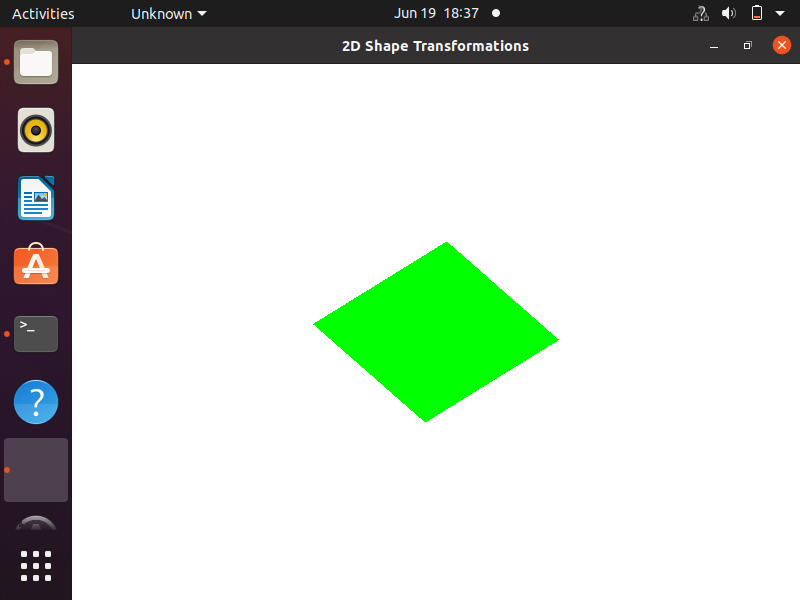 Activities
Unknown
Jun 19 18:37
2D Shape Transformations
>_
?